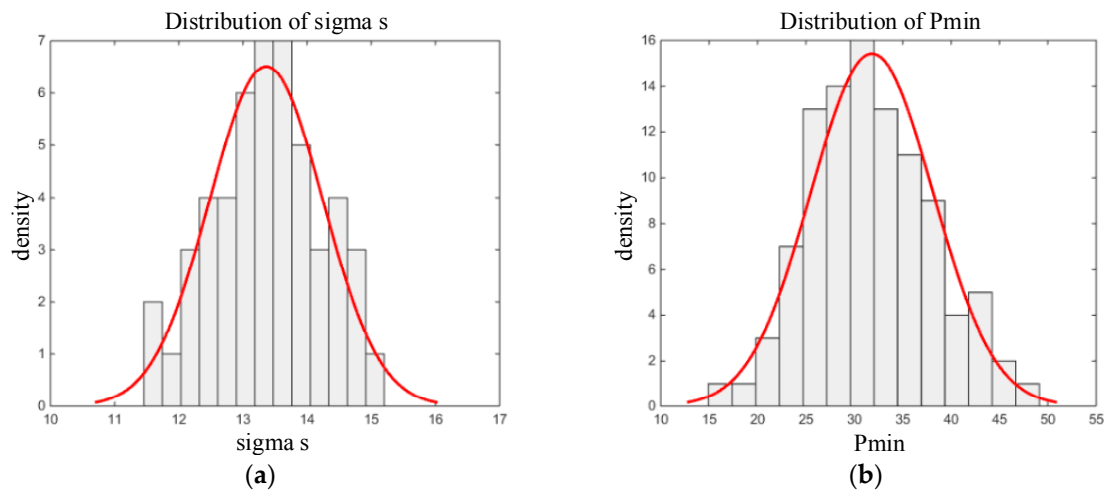 Distribution of sigma s
7
6
5
4
3
2
1
0
density
10 11 12 13 14 15 16 17
sigma s
(a)
Distribution of Pmin
16
14
12
10
8
6
4
2
0
density
10 15 20 25 30 35 40 45 50 55
Pmin
(b)